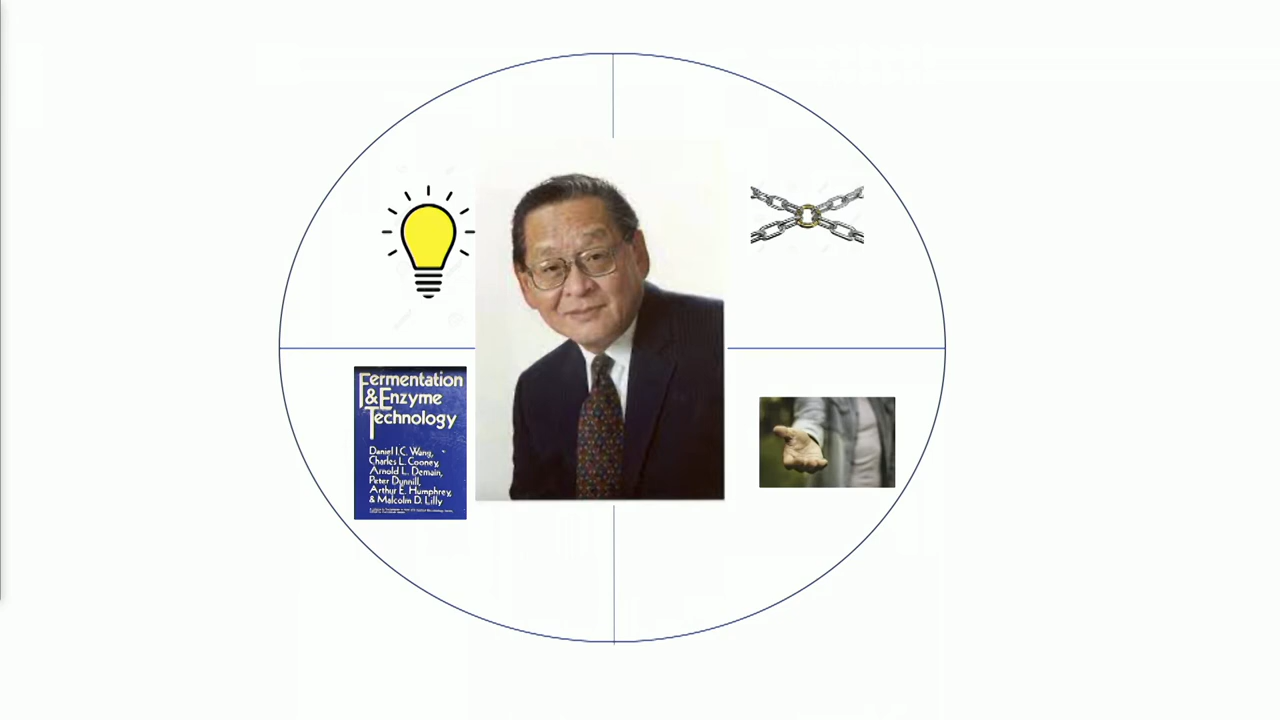 Fermentation
&Enzyme
Technology
Daniel I.C. Wang,
Charles L. Cooney,
Arnold L. Demain,
Peter Dunnill,
Arthur E. Humphrey,
& Malcolm D. Lilly